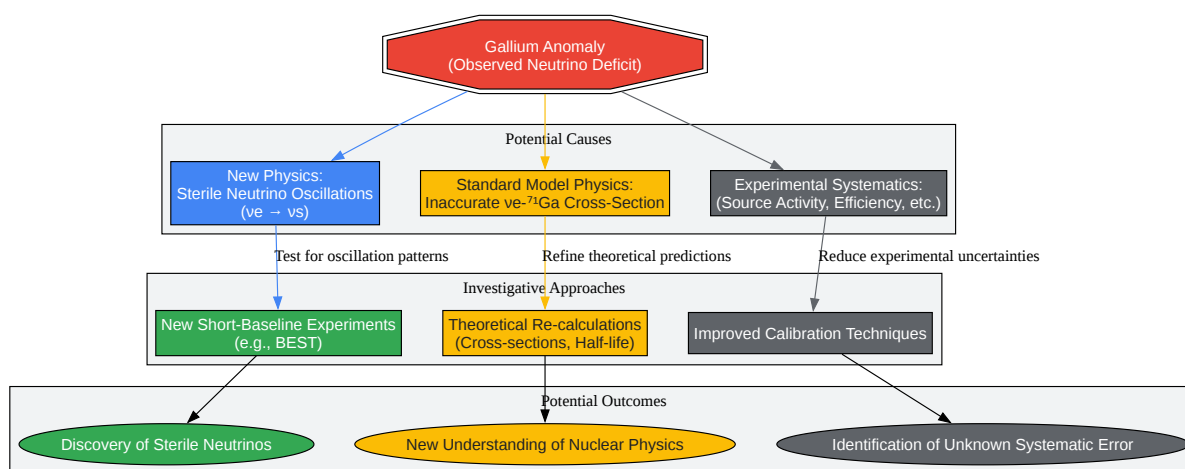 Gallium Anomaly
(Observed Neutrino Deficit)
Potential Causes
New Physics:
Sterile Neutrino Oscillations
(νe → νs)
Standard Model Physics:
Inaccurate νe-⁷¹Ga Cross-Section
Experimental Systematics:
(Source Activity, Efficiency, etc.)
Test for oscillation patterns
Refine theoretical predictions
Reduce experimental uncertainties
Investigative Approaches
New Short-Baseline Experiments
(e.g., BEST)
Theoretical Re-calculations
(Cross-sections, Half-life)
Improved Calibration Techniques
Potential Outcomes
Discovery of Sterile Neutrinos
New Understanding of Nuclear Physics
Identification of Unknown Systematic Error